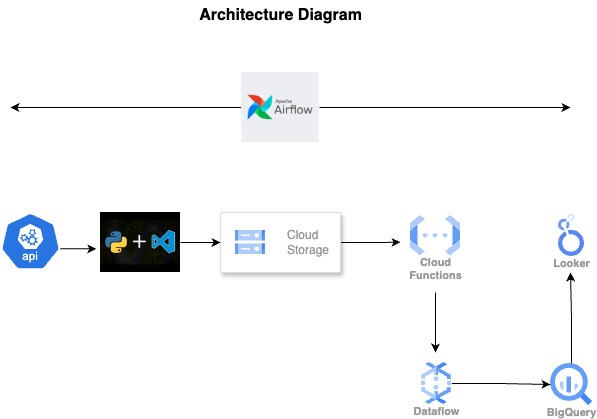 Architecture Diagram
Apache
Airflow
api
+
Cloud
Storage
Cloud
Functions
Looker
Dataflow
BigQuery